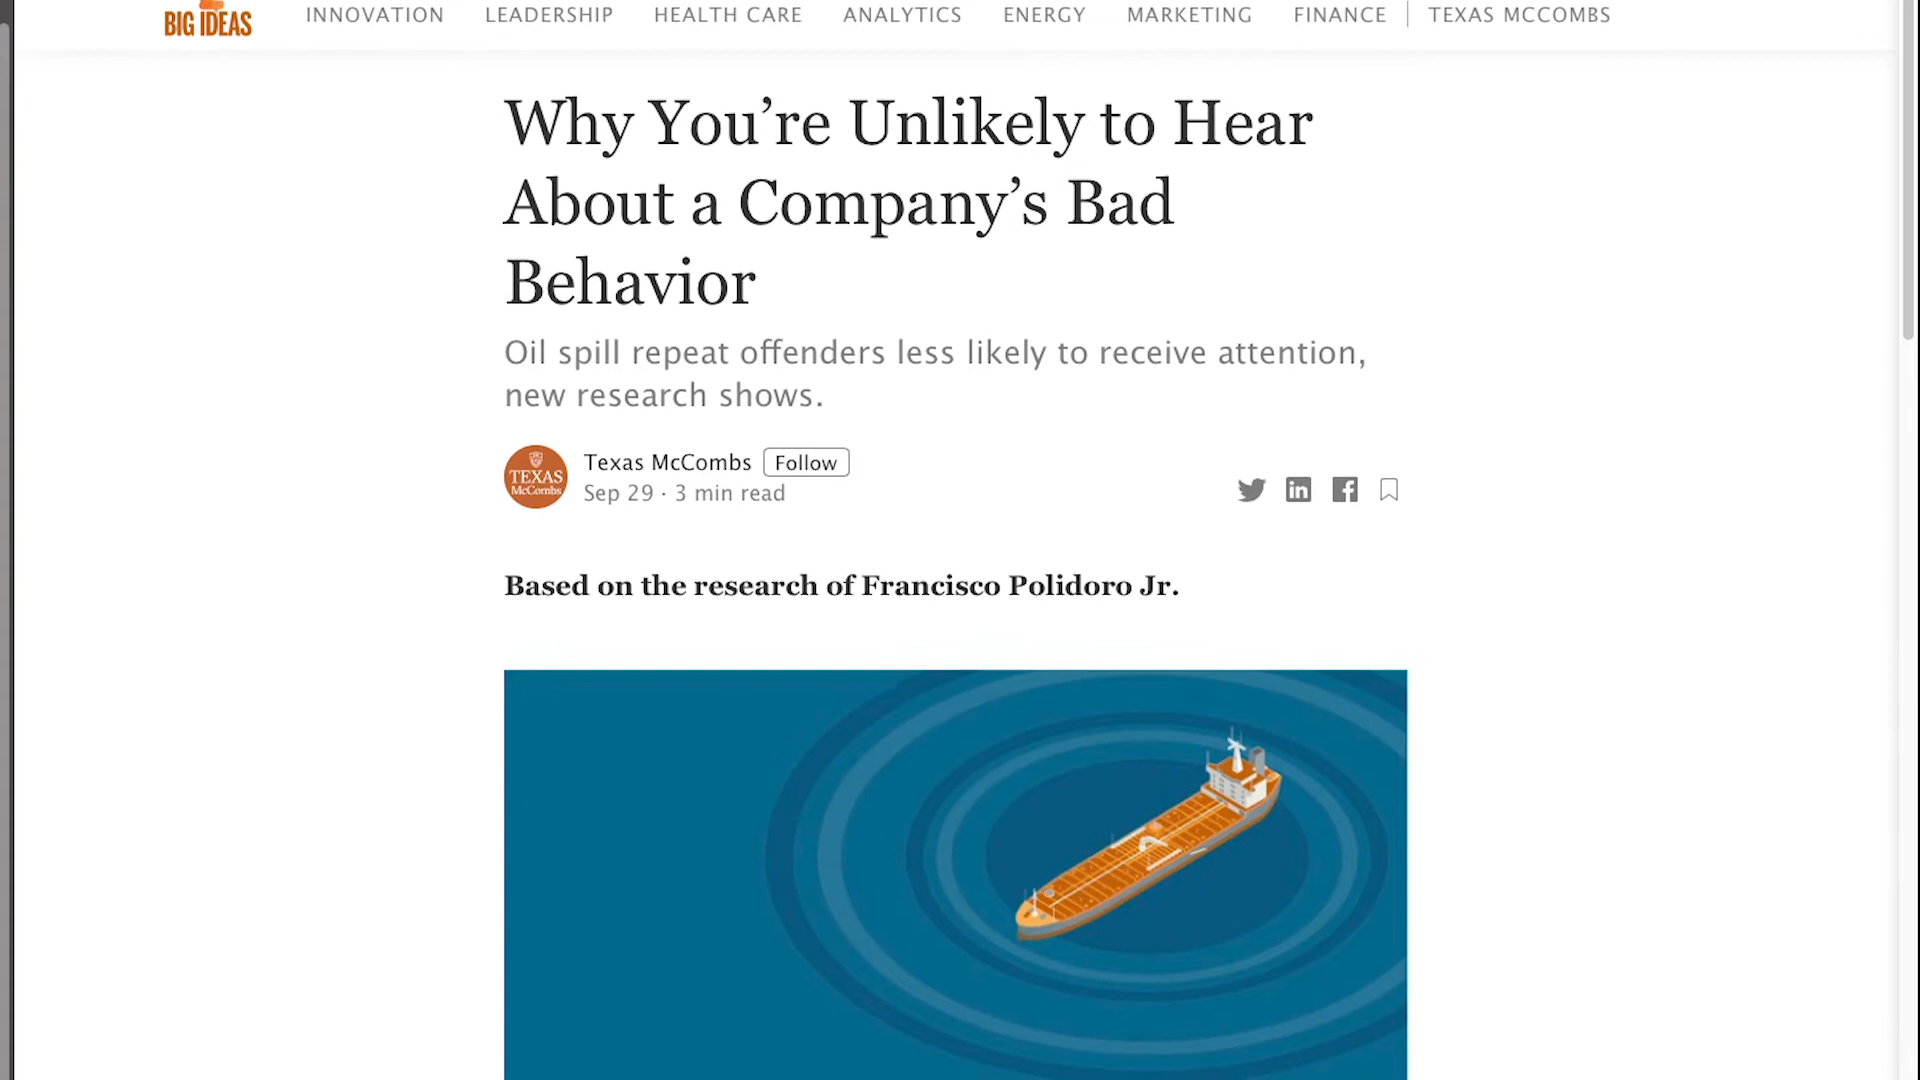 BIG IDEAS
INNOVATION LEADERSHIP HEALTH CARE ANALYTICS ENERGY MARKETING FINANCE TEXAS MCCOMBS
Why You’re Unlikely to Hear
About a Company’s Bad
Behavior
Oil spill repeat offenders less likely to receive attention,
new research shows.
TEXAS
McCombs
Texas McCombs Follow
Sep 29 · 3 min read
Based on the research of Francisco Polidoro Jr.